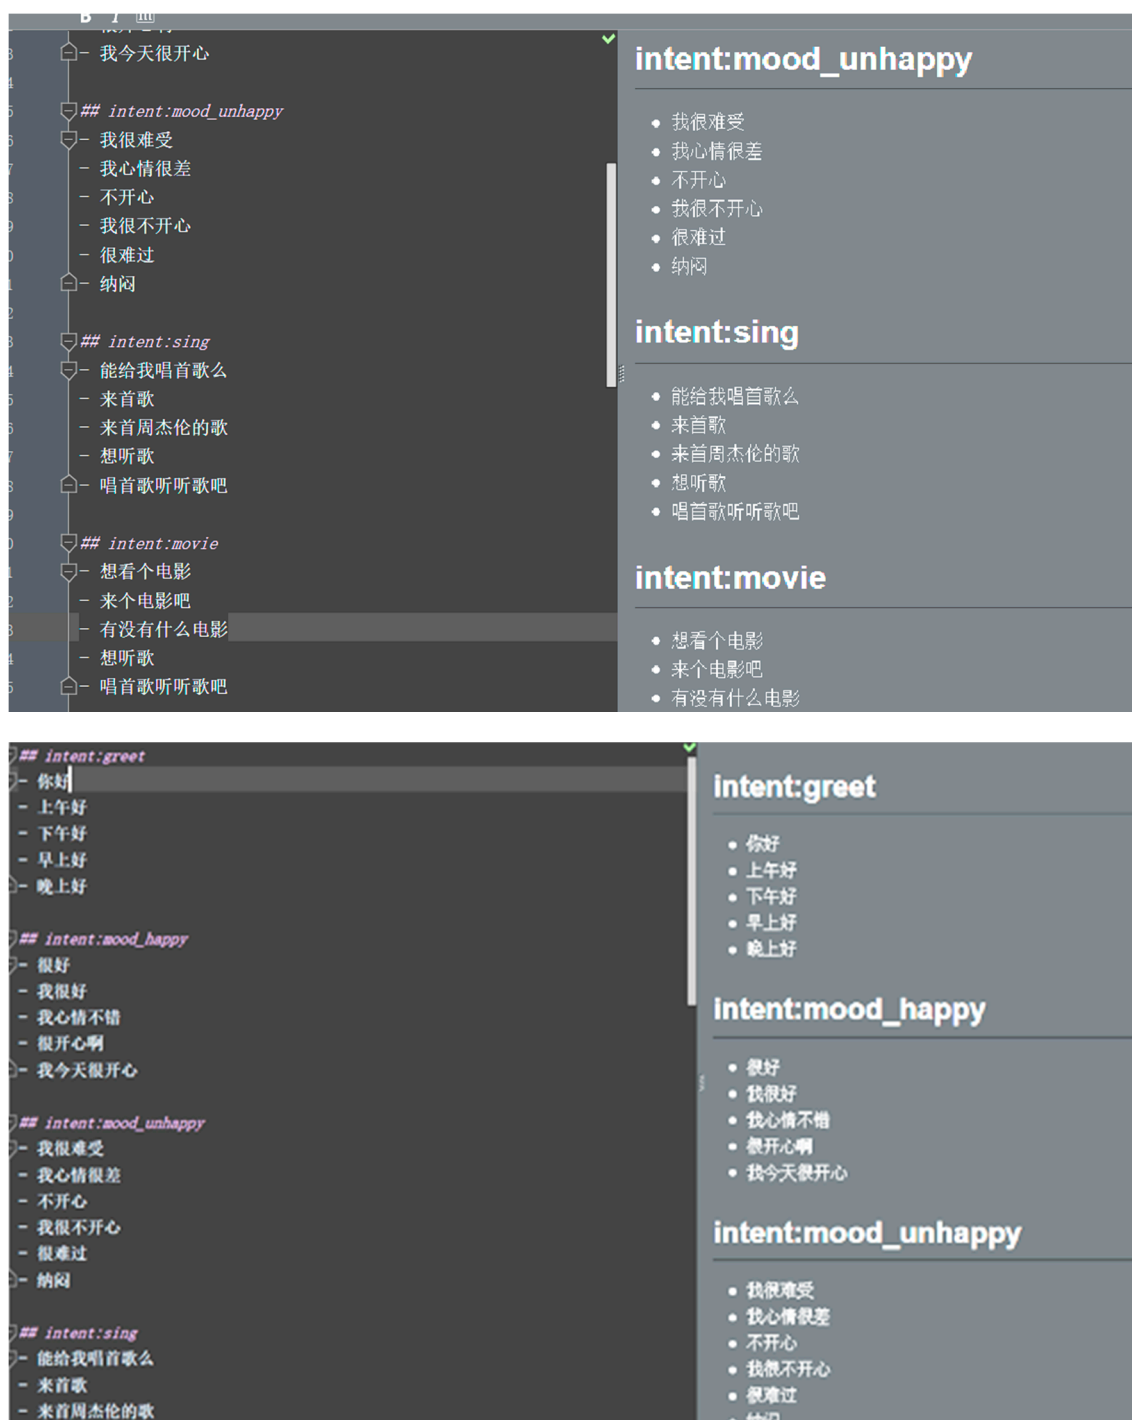 B I
- 我今天很开心
## intent:mood_unhappy
- 我很难受
- 我心情很差
- 不开心
- 我很不开心
- 很难过
- 纳闷
## intent:sing
- 能给我唱首歌么
- 来首歌
- 来首周杰伦的歌
- 想听歌
- 唱首歌听听歌吧
## intent:movie
- 想看个电影
- 来个电影吧
- 有没有什么电影
- 想听歌
- 唱首歌听听歌吧
intent:mood_unhappy
• 我很难受
• 我心情很差
• 不开心
• 我很不开心
• 很难过
• 纳闷
intent:sing
• 能给我唱首歌么
• 来首歌
• 来首周杰伦的歌
• 想听歌
• 唱首歌听听歌吧
intent:movie
• 想看个电影
• 来个电影吧
• 有没有什么电影
## intent:greet
- 你好
- 上午好
- 下午好
- 早上好
- 晚上好
## intent:mood_happy
- 很好
- 我很好
- 我心情不错
- 很开心啊
- 我今天很开心
## intent:mood_unhappy
- 我很难受
- 我心情很差
- 不开心
- 我很不开心
- 很难过
- 纳闷
## intent:sing
- 能给我唱首歌么
- 来首歌
- 来首周杰伦的歌
intent:greet
• 你好
• 上午好
• 下午好
• 早上好
• 晚上好
intent:mood_happy
• 很好
• 我很好
• 我心情不错
• 很开心啊
• 我今天很开心
intent:mood_unhappy
• 我很难受
• 我心情很差
• 不开心
• 我很不开心
• 很难过